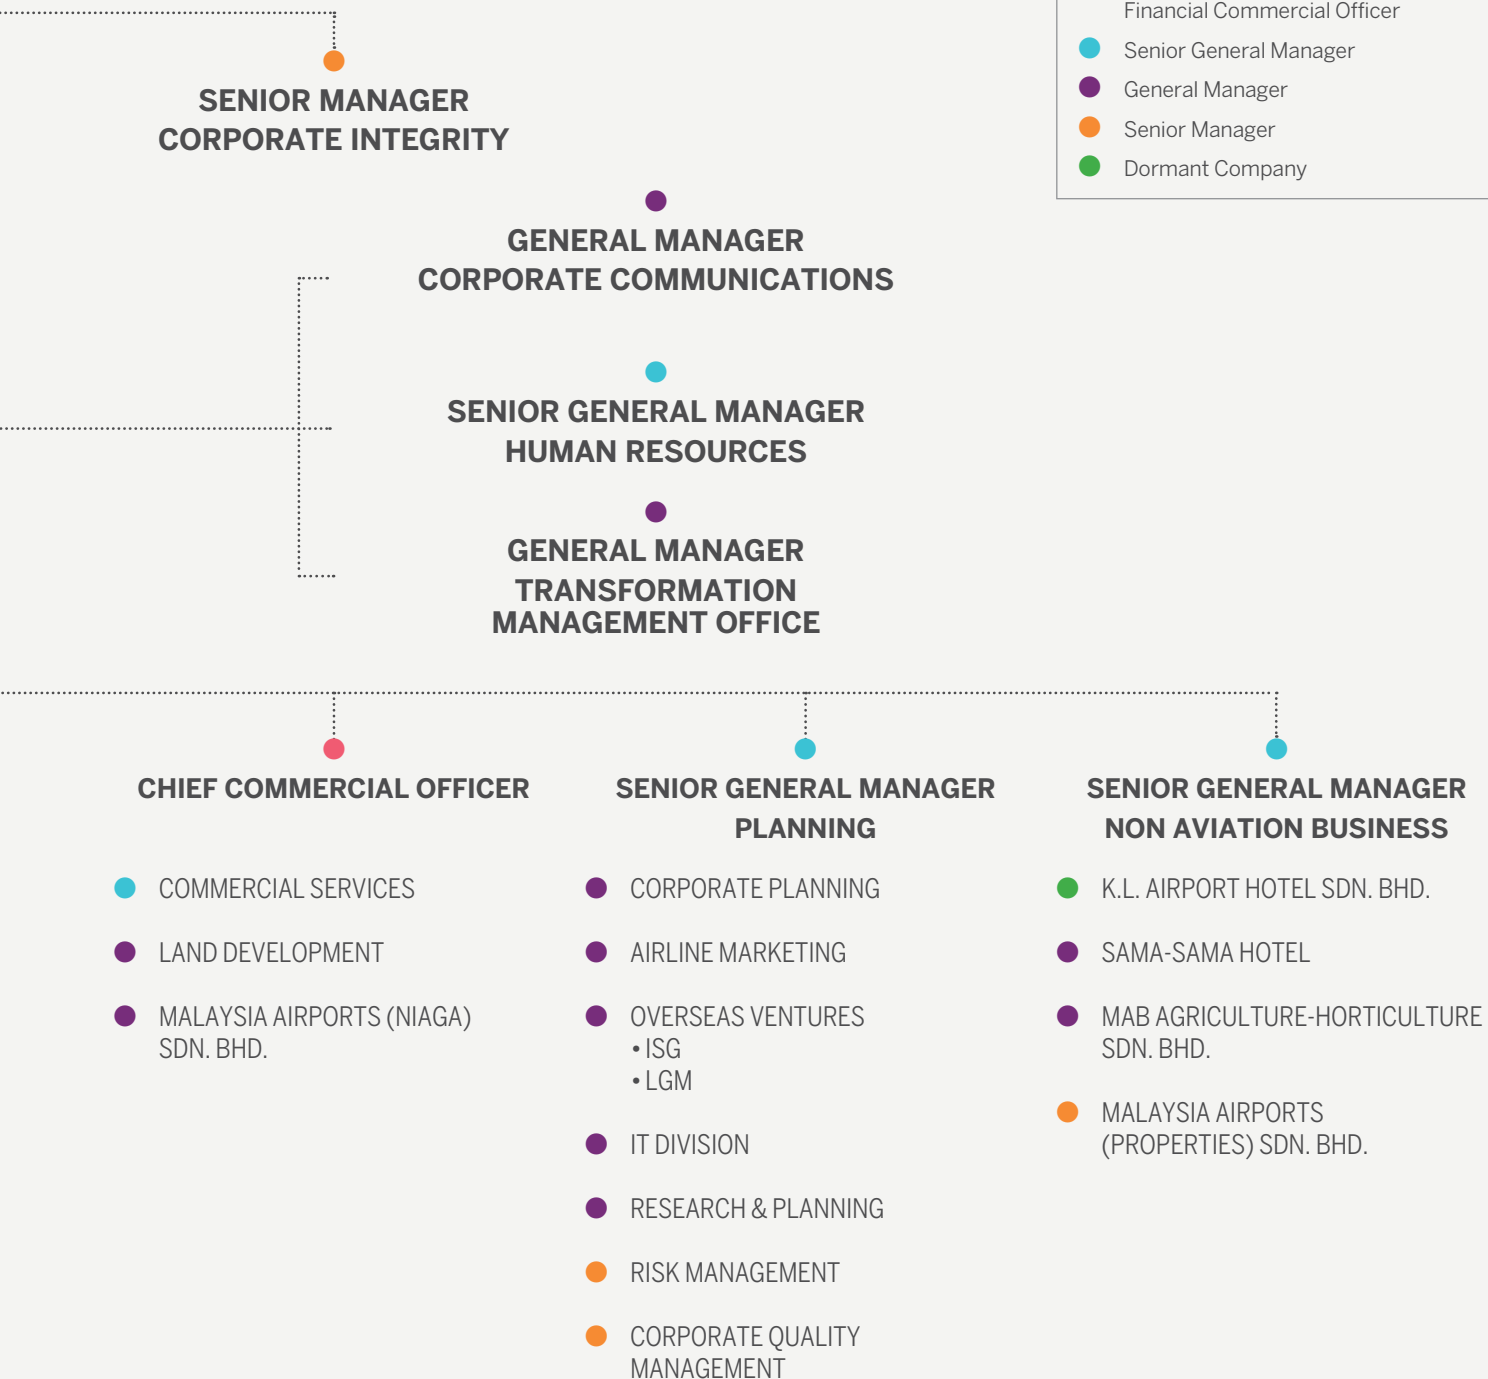 Financial Commercial Officer
Senior General Manager
General Manager
Senior Manager
Dormant Company
SENIOR MANAGER
CORPORATE INTEGRITY
GENERAL MANAGER
CORPORATE COMMUNICATIONS
SENIOR GENERAL MANAGER
HUMAN RESOURCES
GENERAL MANAGER
TRANSFORMATION
MANAGEMENT OFFICE
CHIEF COMMERCIAL OFFICER
COMMERCIAL SERVICES
LAND DEVELOPMENT
MALAYSIA AIRPORTS (NIAGA)
SDN. BHD.
SENIOR GENERAL MANAGER
PLANNING
CORPORATE PLANNING
AIRLINE MARKETING
OVERSEAS VENTURES
• ISG
• LGM
IT DIVISION
RESEARCH & PLANNING
RISK MANAGEMENT
CORPORATE QUALITY
MANAGEMENT
SENIOR GENERAL MANAGER
NON AVIATION BUSINESS
K.L. AIRPORT HOTEL SDN. BHD.
SAMA-SAMA HOTEL
MAB AGRICULTURE-HORTICULTURE
SDN. BHD.
MALAYSIA AIRPORTS
(PROPERTIES) SDN. BHD.